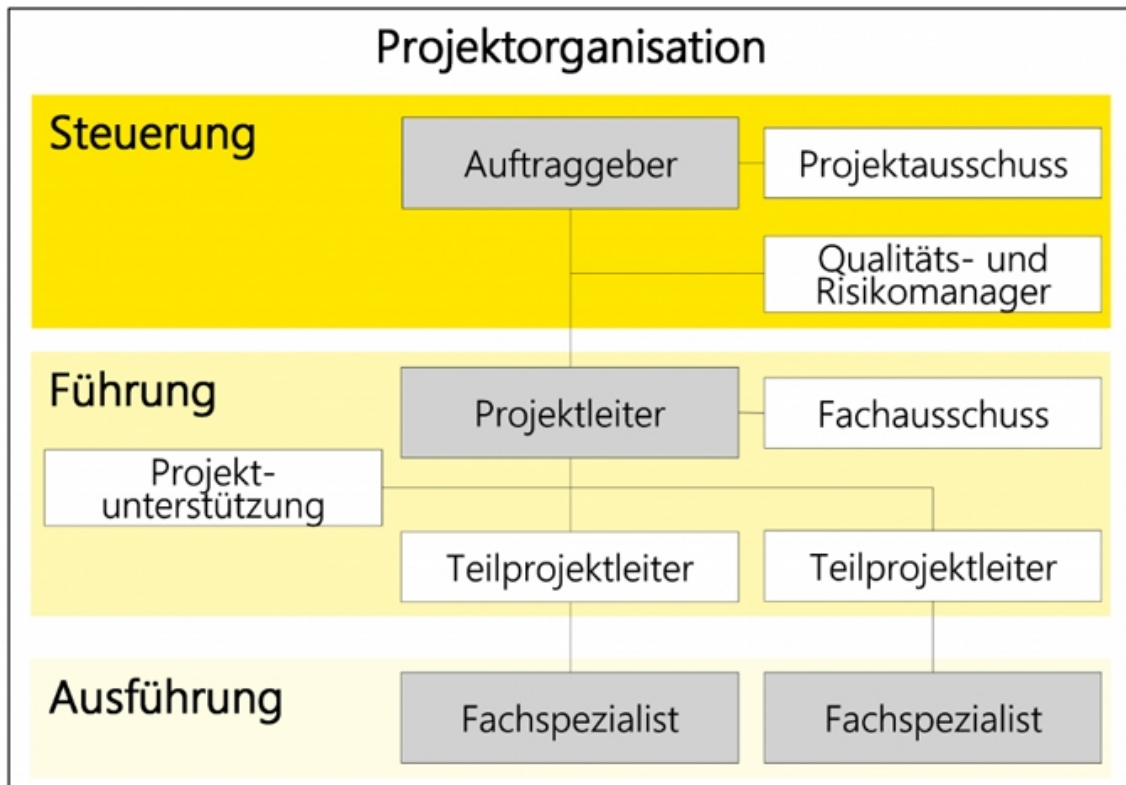 Projektorganisation
Steuerung
Auftraggeber
Projektausschuss
Qualitäts- und
Risikomanager
Führung
Projektleiter
Fachausschuss
Projekt-
unterstützung
Teilprojektleiter
Teilprojektleiter
Ausführung
Fachspezialist
Fachspezialist